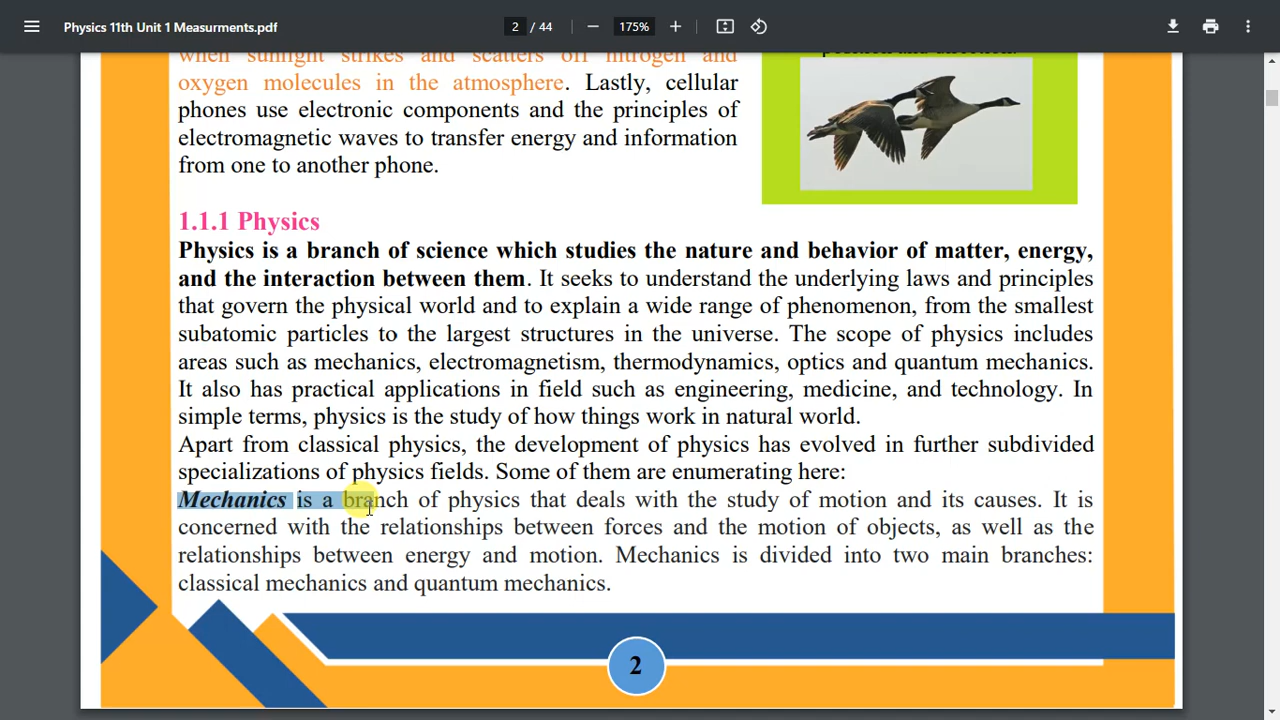 Physics 11th Unit 1 Measurments.pdf
2 / 44
175%
when sunlight strikes and scatters off nitrogen and
oxygen molecules in the atmosphere. Lastly, cellular
phones use electronic components and the principles of
electromagnetic waves to transfer energy and information
from one to another phone.
1.1.1 Physics
Physics is a branch of science which studies the nature and behavior of matter, energy,
and the interaction between them. It seeks to understand the underlying laws and principles
that govern the physical world and to explain a wide range of phenomenon, from the smallest
subatomic particles to the largest structures in the universe. The scope of physics includes
areas such as mechanics, electromagnetism, thermodynamics, optics and quantum mechanics.
It also has practical applications in field such as engineering, medicine, and technology. In
simple terms, physics is the study of how things work in natural world.
Apart from classical physics, the development of physics has evolved in further subdivided
specializations of physics fields. Some of them are enumerating here:
Mechanics is a branch of physics that deals with the study of motion and its causes. It is
concerned with the relationships between forces and the motion of objects, as well as the
relationships between energy and motion. Mechanics is divided into two main branches:
classical mechanics and quantum mechanics.
2